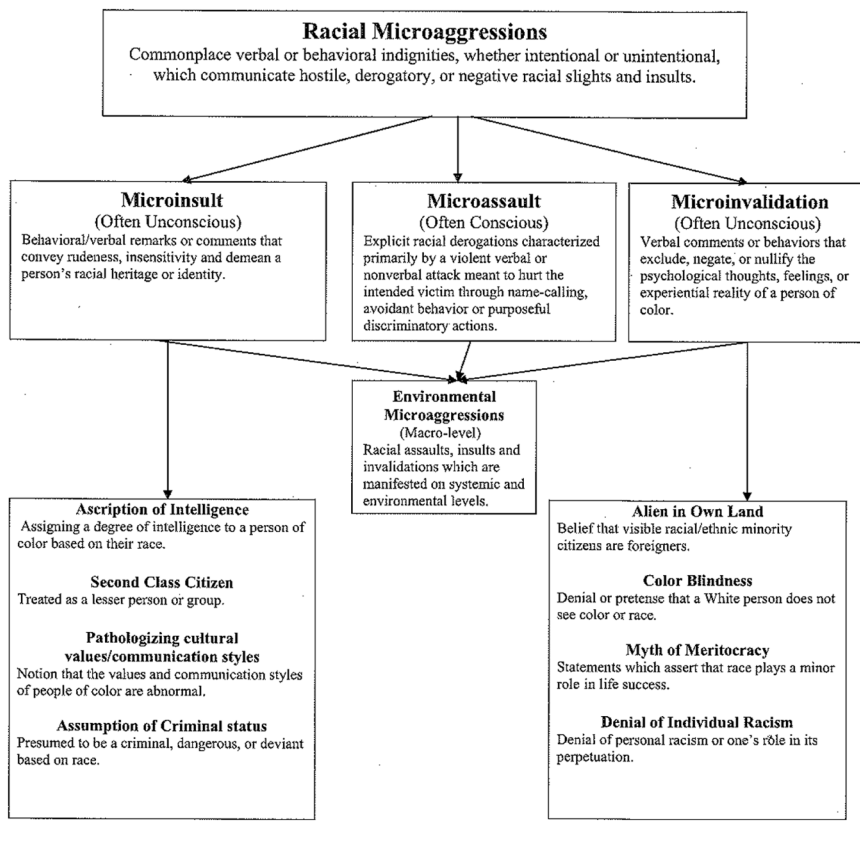 Racial Microaggressions
Commonplace verbal or behavioral indignities, whether intentional or unintentional,
which communicate hostile, derogatory, or negative racial slights and insults.
Microinsult
(Often Unconscious)
Behavioral/verbal remarks or comments that
convey rudeness, insensitivity and demean a
person's racial heritage or identity.
Microassault
(Often Conscious)
Explicit racial derogations characterized
primarily by a violent verbal or
nonverbal attack meant to hurt the
intended victim through name-calling,
avoidant behavior or purposeful
discriminatory actions.
Microinvalidation
(Often Unconscious)
Verbal comments or behaviors that
exclude, negate, or nullify the
psychological thoughts, feelings, or
experiential reality of a person of
color.
Environmental
Microaggressions
(Macro-level)
Racial assaults, insults and
invalidations which are
manifested on systemic and
environmental levels.
Ascription of Intelligence
Assigning a degree of intelligence to a person of
color based on their race.
Second Class Citizen
Treated as a lesser person or group.
Pathologizing cultural
values/communication styles
Notion that the values and communication styles
of people of color are abnormal.
Assumption of Criminal status
Presumed to be a criminal, dangerous, or deviant
based on race.
Alien in Own Land
Belief that visible racial/ethnic minority
citizens are foreigners.
Color Blindness
Denial or pretense that a White person does not
see color or race.
Myth of Meritocracy
Statements which assert that race plays a minor
role in life success.
Denial of Individual Racism
Denial of personal racism or one's role in its
perpetuation.